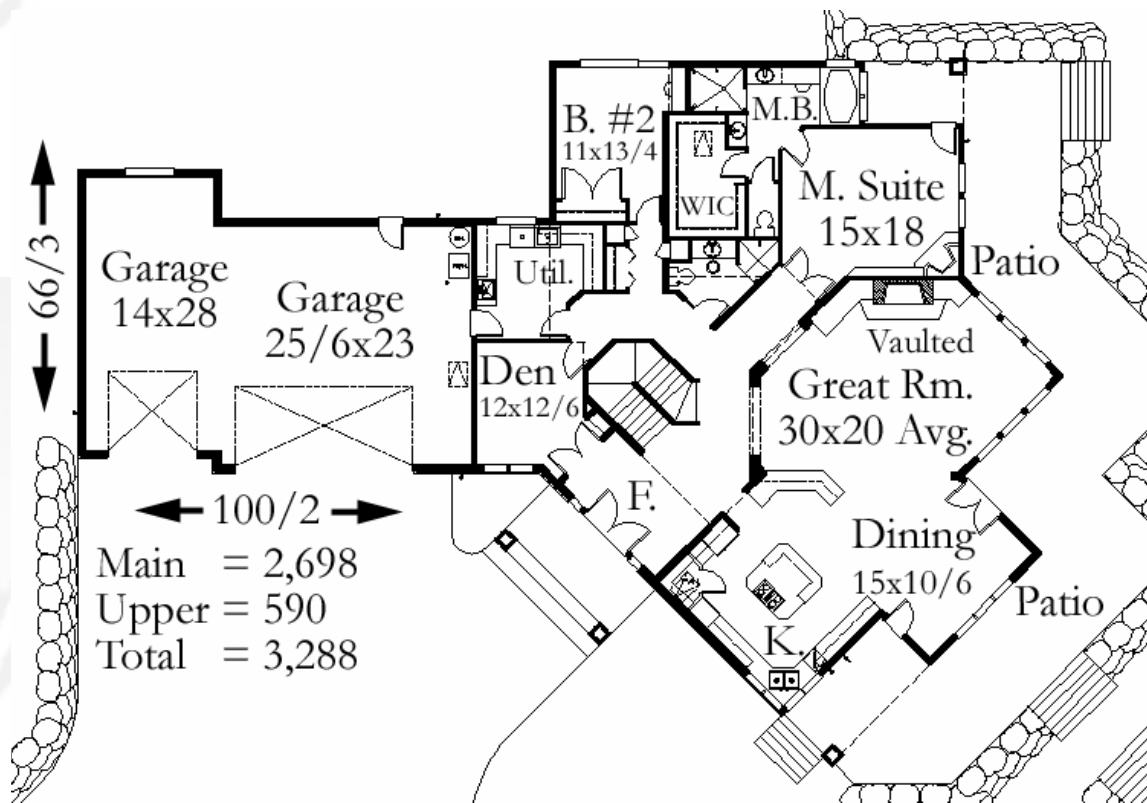 B. #2
11x13/4
M.B.
WIC
M. Suite
15x18
Patio
66/3
Garage
14x28
Garage
25/6x23
Util.
Den
12x12/6
Vaulted
Great Rm.
30x20 Avg.
F.
Dining
15x10/6
K.
Patio
100/2
Main = 2,698
Upper = 590
Total = 3,288